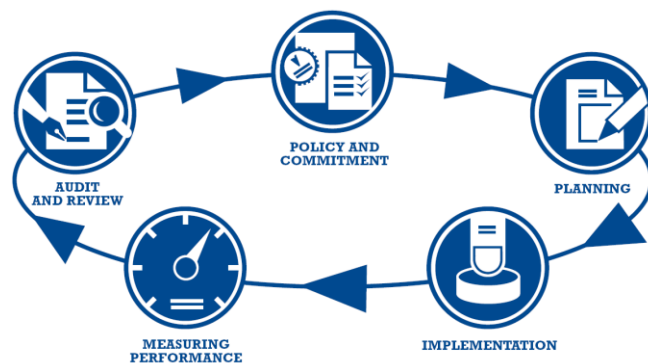 POLICY AND
COMMITMENT
PLANNING
IMPLEMENTATION
MEASURING
PERFORMANCE
AUDIT
AND REVIEW